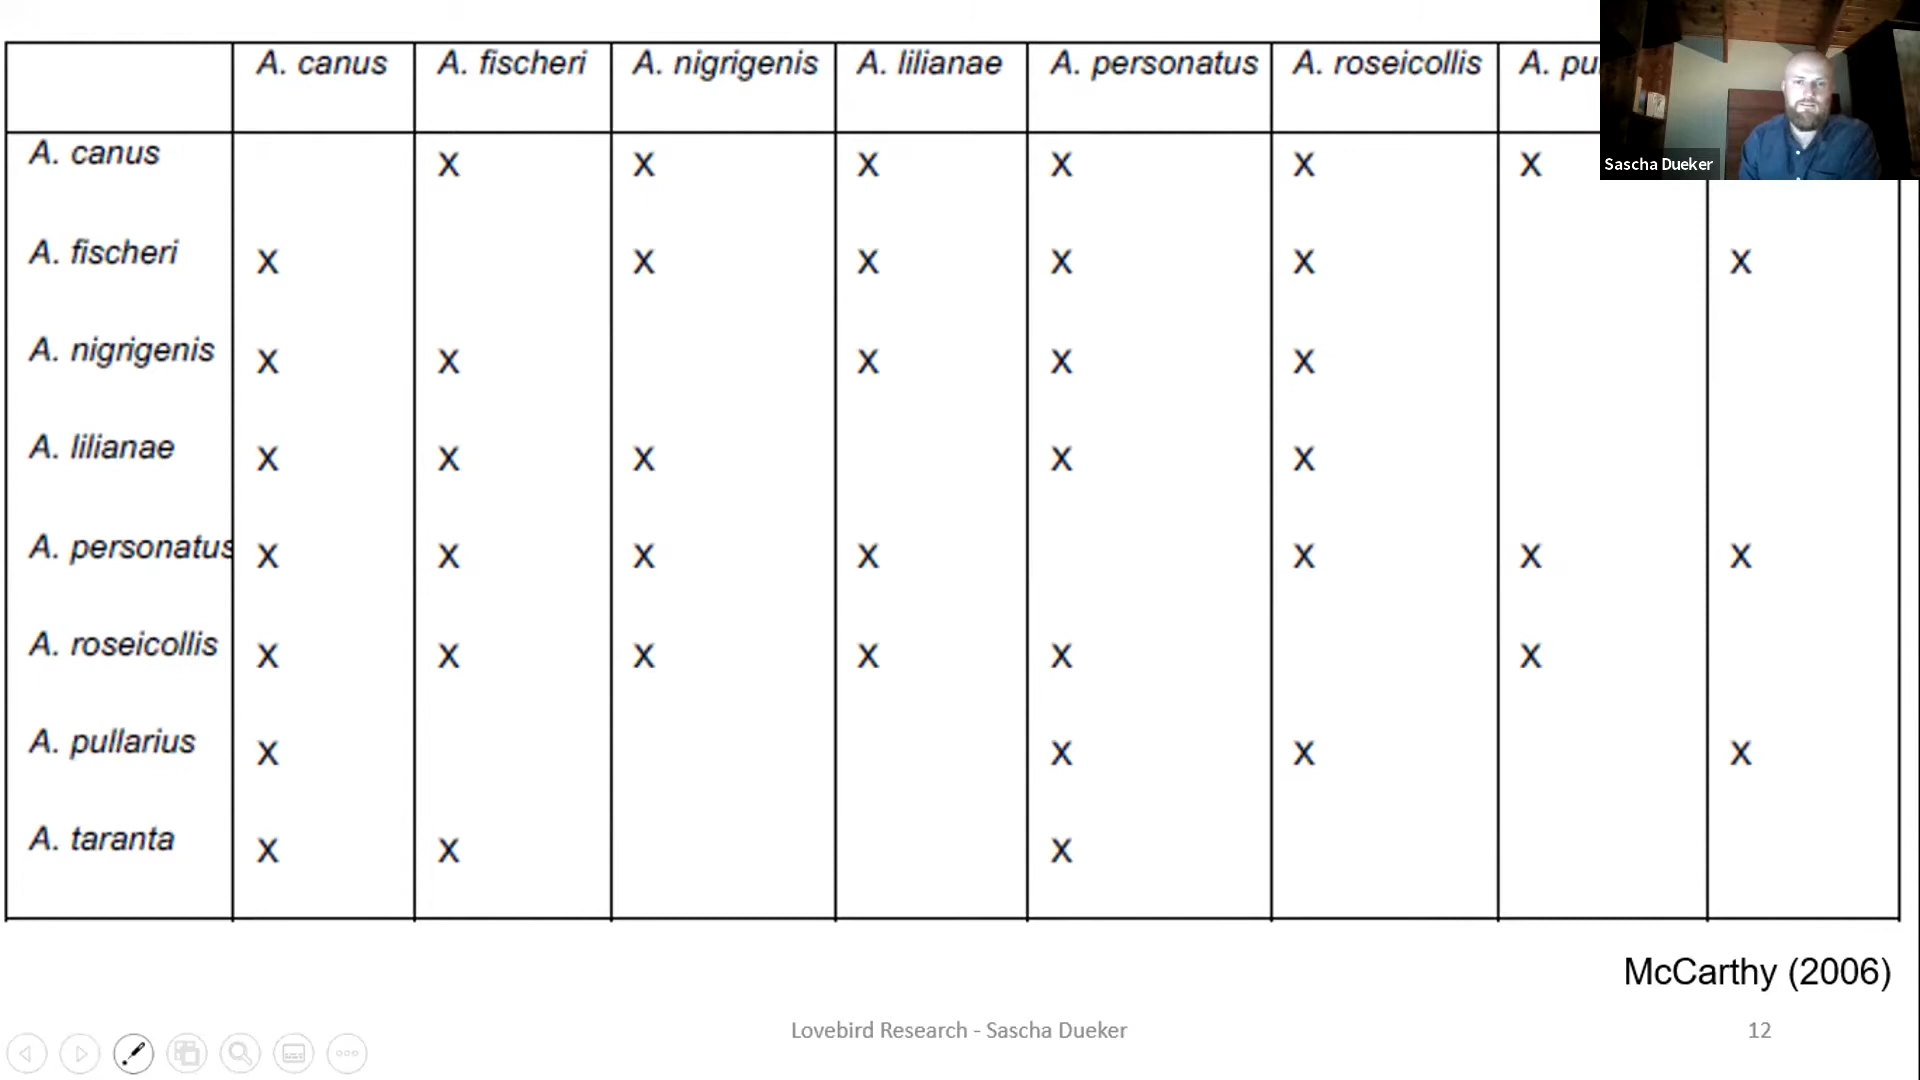 A. canus A. fischeri A. nigrigenis A. lilianae A. personatus A. roseicollis A.
A. canus X X X X X X
Sascha Dueker
A. fischeri X X X X X X
A. nigrigenis X X X X X
A. lilianae X X X X X
A. personatus X X X X X X X
A. roseicollis X X X X X X
A. pullarius X X X X
A. taranta X X X
McCarthy (2006)
Lovebird Research - Sascha Dueker 12